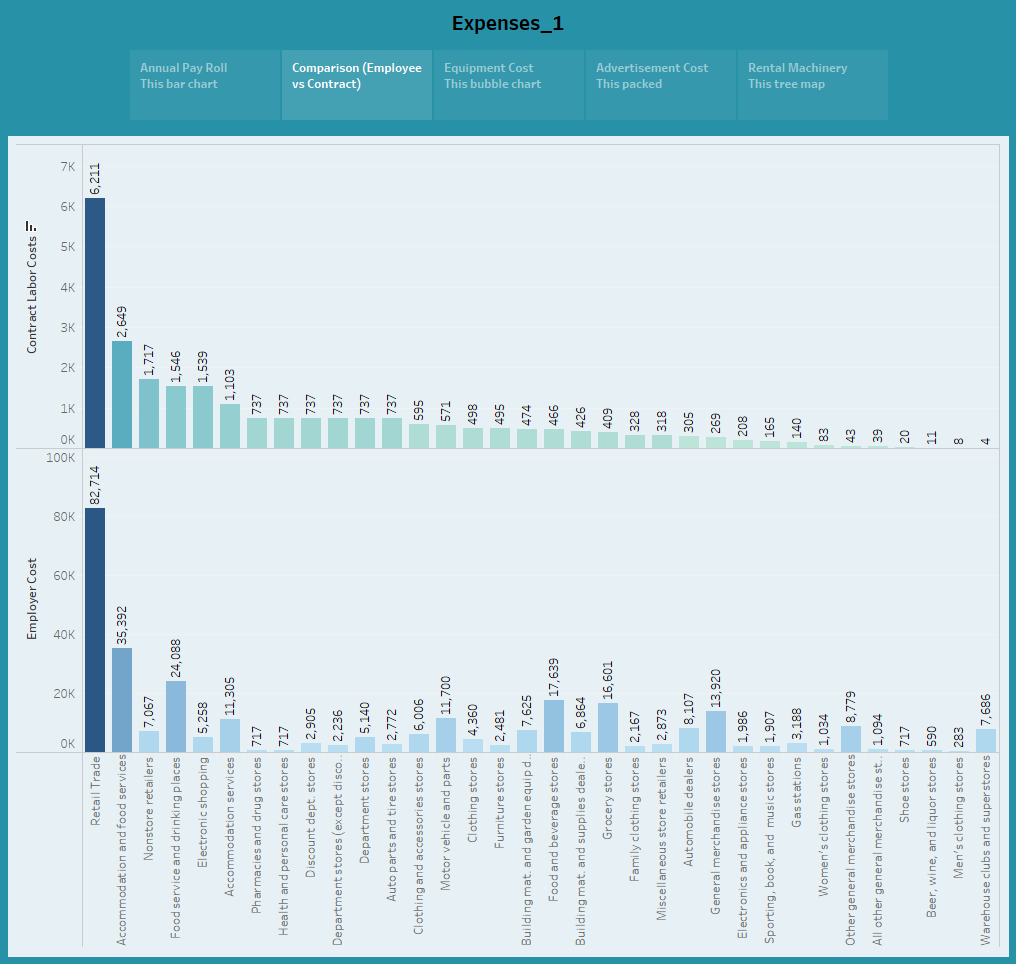 Expenses_1
Annual Pay Roll
This bar chart
Comparison (Employee
vs Contract)
Equipment Cost
This bubble chart
Advertisement Cost
This packed
Rental Machinery
This tree map
Contract Labor Costs
7K
6K
5K
4K
3K
2K
1K
0K
6,211
2,649
1,717
1,546
1,539
1,103
737
737
737
737
737
737
595
571
498
495
474
466
426
409
328
318
305
269
208
165
140
83
43
39
20
11
8
4
Employer Cost
100K
80K
60K
40K
20K
0K
82,714
35,392
7,067
24,088
5,258
11,305
717
717
2,905
2,236
5,140
2,772
6,006
11,700
4,360
2,481
7,625
17,639
6,864
16,601
2,167
2,873
8,107
13,920
1,986
1,907
3,188
1,034
8,779
1,094
717
590
283
7,686
Retail Trade
Accommodation and food services
Nonstore retailers
Food service and drinking places
Electronic shopping
Accommodation services
Pharmacies and drug stores
Health and personal care stores
Discount dept. stores
Department stores (except disco..
Department stores
Auto parts and tire stores
Clothing and accessories stores
Motor vehicle and parts
Clothing stores
Furniture stores
Building mat. and garden equip d..
Food and beverage stores
Building mat. and supplies deale..
Grocery stores
Family clothing stores
Miscellaneous store retailers
Automobile dealers
General merchandise stores
Electronics and appliance stores
Sporting, book, and music stores
Gas stations
Women's clothing stores
Other general merchandise stores
All other general merchandise st..
Shoe stores
Beer, wine, and liquor stores
Men's clothing stores
Warehouse clubs and superstores